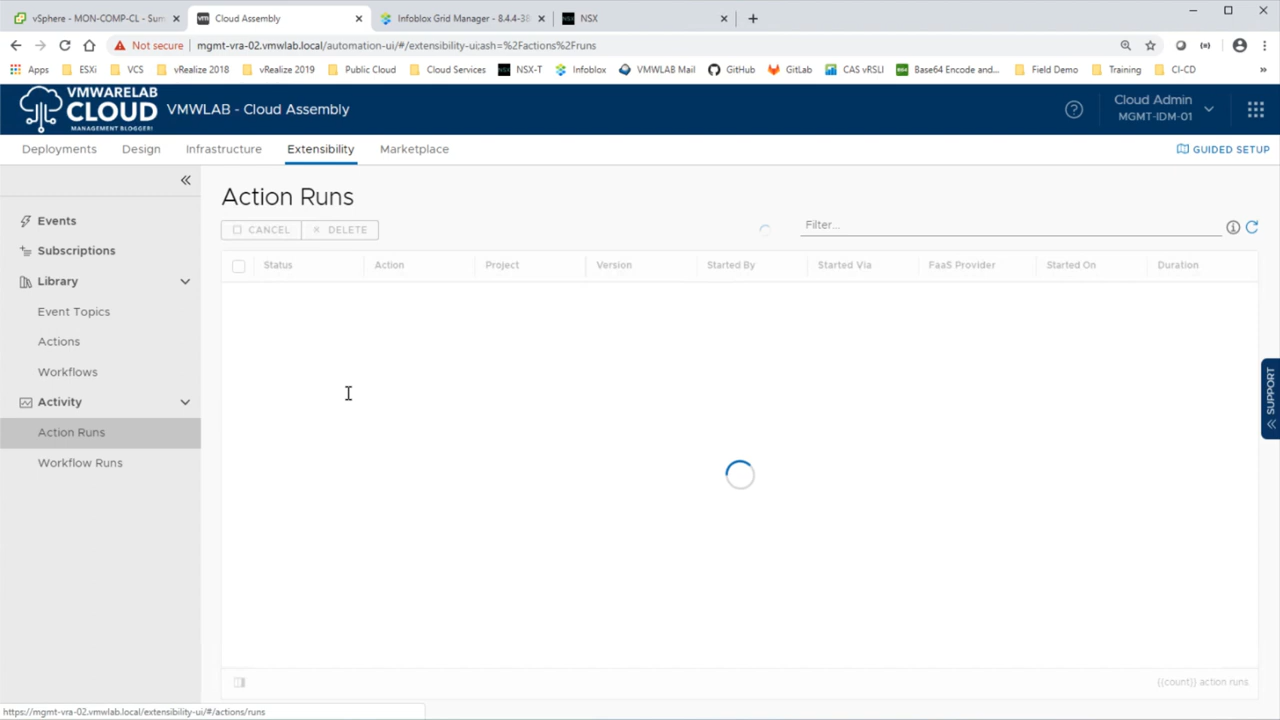 vSphere - MON-COMP-CL - Sum
Cloud Assembly
Infoblox Grid Manager - 8.4.4-38
NSX
Not secure
mgmt-vra-02.vmwlab.local/automation-ui/#/extensibility-ui;ash=%2Factions%2Fruns
Apps
ESXi
VCS
vRealize 2018
vRealize 2019
Public Cloud
Cloud Services
NSX-T
Infoblox
VMWLAB Mail
GitHub
GitLab
CAS vRSLI
Base64 Encode and...
Field Demo
Training
CI-CD
VMWARELAB
CLOUD
MANAGEMENT BLOGGER!
VMWLAB - Cloud Assembly
Cloud Admin
MGMT-IDM-01
Deployments
Design
Infrastructure
Extensibility
Marketplace
GUIDED SETUP
Events
Subscriptions
Library
Event Topics
Actions
Workflows
Activity
Action Runs
Workflow Runs
Action Runs
CANCEL
DELETE
Filter...
Status
Action
Project
Version
Started By
Started Via
FaaS Provider
Started On
Duration
SUPPORT
{{count}} action runs
https://mgmt-vra-02.vmwlab.local/extensibility-ui/#/actions/runs